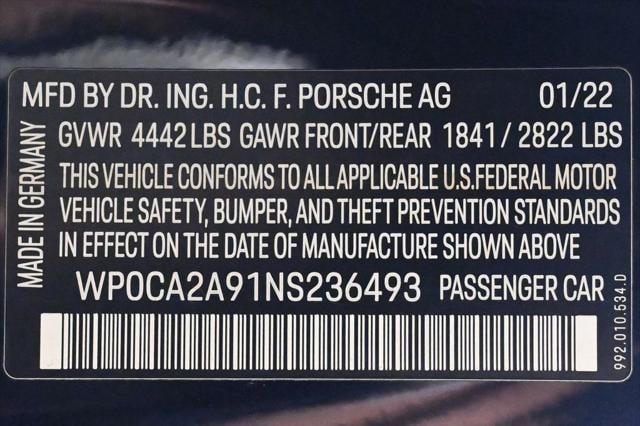 MFD BY DR. ING. H.C. F. PORSCHE AG 01/22
GVWR 4442 LBS GAWR FRONT/REAR 1841 / 2822 LBS
THIS VEHICLE CONFORMS TO ALL APPLICABLE U.S.FEDERAL MOTOR
VEHICLE SAFETY, BUMPER, AND THEFT PREVENTION STANDARDS
IN EFFECT ON THE DATE OF MANUFACTURE SHOWN ABOVE
WP0CA2A91NS236493 PASSENGER CAR
MADE IN GERMANY
992.010.534.D